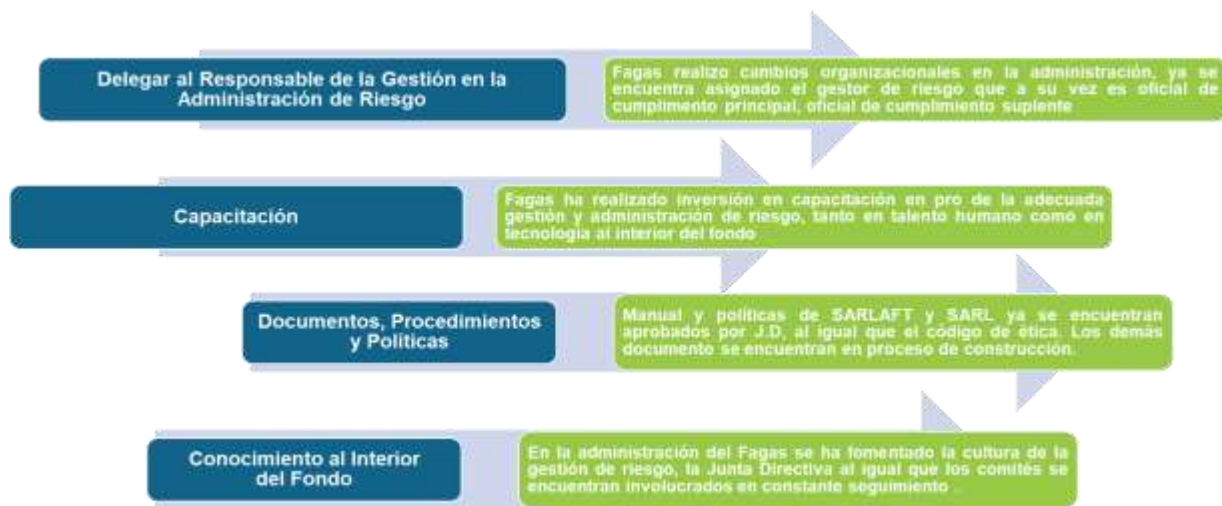 Delegar al Responsable de la Gestión en la
Administración de Riesgo
Fagas realizo cambios organizacionales en la administración, ya se
encuentra asignado el gestor de riesgo que a su vez es oficial de
cumplimento principal, oficial de cumplimiento suplente
Capacitación
Fagas ha realizado inversión en capacitación en pro de la adecuada
gestión y administración de riesgo, tanto en talento humano como en
tecnología al interior del fondo
Documentos, Procedimientos
y Políticas
Manual y políticas de SARLAFT y SARL ya se encuentran
aprobados por J.D, al igual que el código de ética. Los demás
documento se encuentran en proceso de construcción.
Conocimiento al Interior
del Fondo
En la administración del Fagas se ha fomentado la cultura de la
gestión de riesgo, la Junta Directiva al igual que los comités se
encuentran involucrados en constante seguimiento .